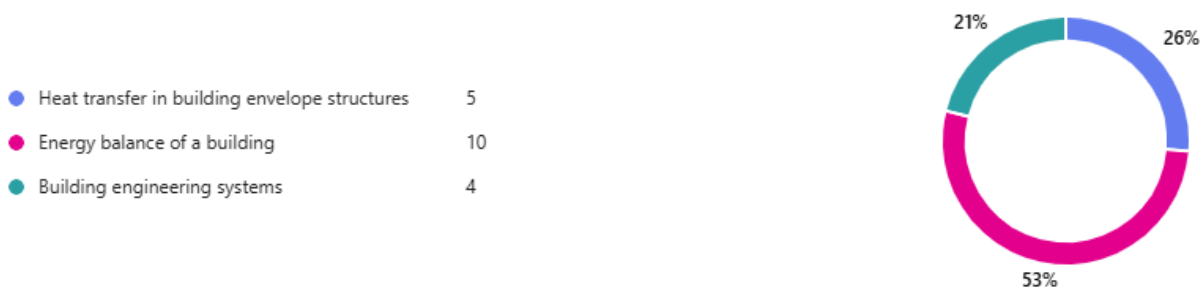 21%
26%
Heat transfer in building envelope structures 5
Energy balance of a building 10
Building engineering systems 4
53%